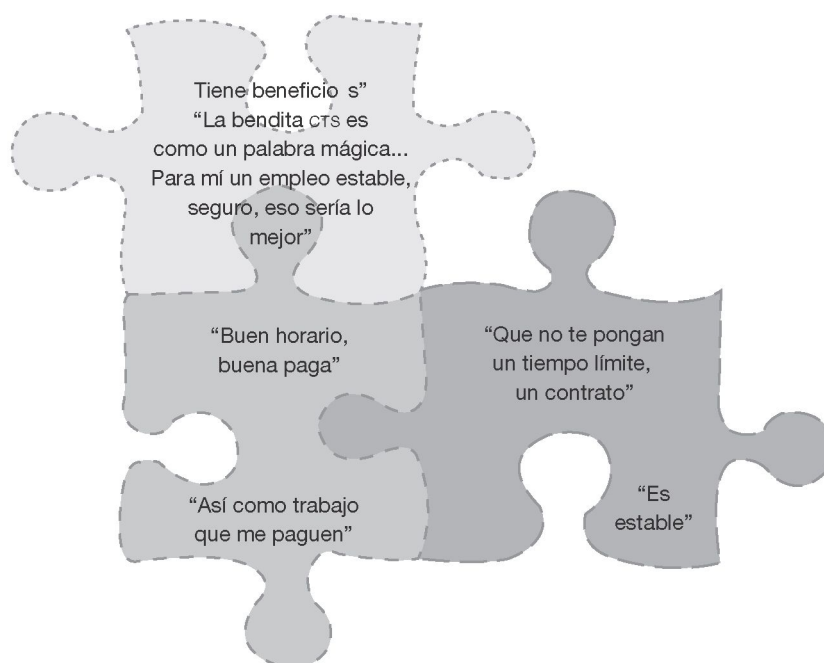 Tiene beneficio s”
“La bendita CTS es
como un palabra mágica...
Para mí un empleo estable,
seguro, eso sería lo
mejor”
“Buen horario,
buena paga”
“Que no te pongan
un tiempo límite,
un contrato”
“Así como trabajo
que me paguen”
“Es
estable”